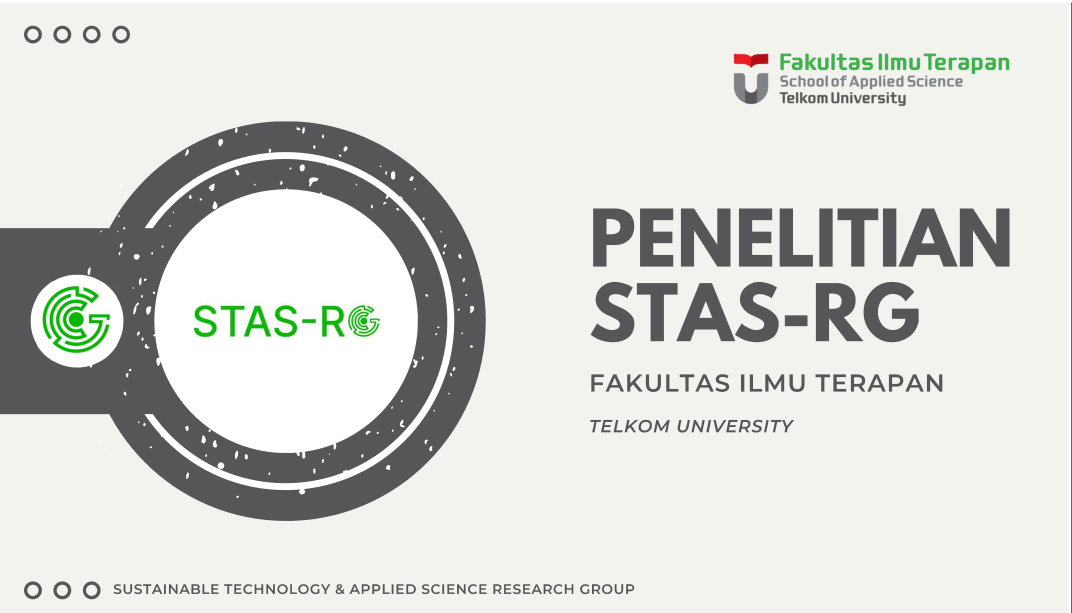 Fakultas Ilmu Terapan
School of Applied Science
Telkom University
STAS-RG
PENELITIAN
STAS-RG
FAKULTAS ILMU TERAPAN
TELKOM UNIVERSITY
SUSTAINABLE TECHNOLOGY & APPLIED SCIENCE RESEARCH GROUP